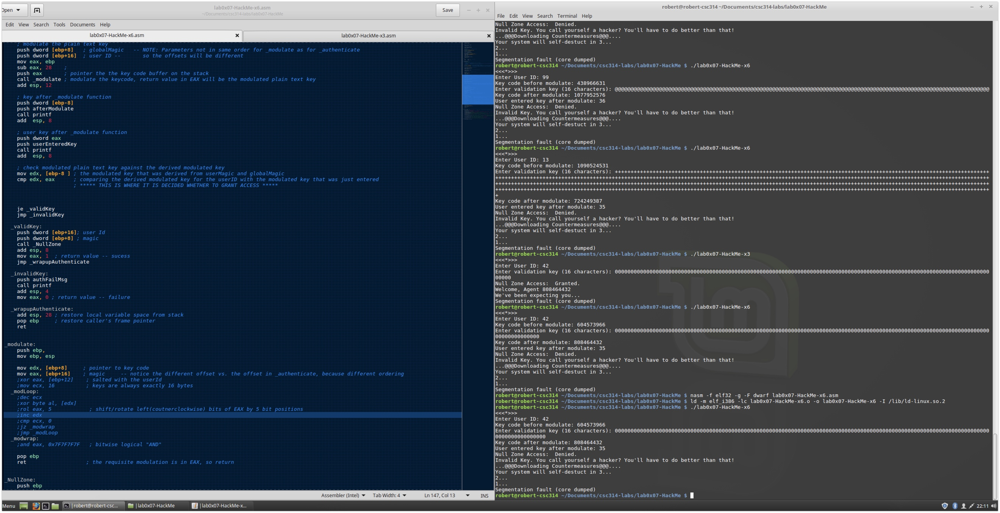 Open
lab0x07-HackMe-x6.asm
~/Documents/csc314-labs/lab0x07-HackMe
Save
Edit View Search Tools Documents Help
lab0x07-HackMe-x6.asm
lab0x07-HackMe-x3.asm
; modulate the plain text key
push dword [ebp+8] ; globalMagic -- NOTE: Parameters not in same order for _modulate as for _authenticate
push dword [ebp+16] ; user ID -- so the offsets will be different
mov eax, ebp
sub eax, 28 ;
push eax ; pointer the the key code buffer on the stack
call _modulate ; modulate the keycode, return value in EAX will be the modulated plain text key
add esp, 12
; key after _modulate function
push dword [ebp-8]
push afterModulate
call printf
add esp, 8
; user key after _modulate function
push dword eax
push userEnteredKey
call printf
add esp, 8
; check modulated plain text key against the derived modulated key
mov edx, [ebp-8 ] ; the modulated key that was derived from userMagic and globalMagic
cmp edx, eax ; comparing the derived modulated key for the userID with the modulated key that was just entered
; ***** THIS IS WHERE IT IS DECIDED WHETHER TO GRANT ACCESS *****
je _validKey
jmp _invalidKey
_validKey:
push dword [ebp+16]; user Id
push dword [ebp+8] ; magic
call _NullZone
add esp, 8
mov eax, 1 ; return value -- sucess
jmp _wrapupAuthenticate
_invalidKey:
push authFailMsg
call printf
add esp, 4
mov eax, 0 ; return value -- failure
_wrapupAuthenticate:
add esp, 28 ; restore local variable space from stack
pop ebp ; restore caller's frame pointer
ret
_modulate:
push ebp,
mov ebp, esp
mov edx, [ebp+8] ; pointer to key code
mov eax, [ebp+16] ; magic -- notice the different offset vs. the offset in _authenticate, because different ordering
;xor eax, [ebp+12] ; salted with the userId
;mov ecx, 16 ; keys are always exactly 16 bytes
_modLoop:
;dec ecx
;xor byte al, [edx]
;rol eax, 5 ; shift/rotate left(coutnerclockwise) bits of EAX by 5 bit positions
;inc edx
;cmp ecx, 0
;jz _modwrap
;jmp _modLoop
_modwrap:
;and eax, 0x7F7F7F7F ; bitwise logical "AND"
pop ebp
ret ; the requisite modulation is in EAX, so return
_NullZone:
push ebp
Assembler (Intel) Tab Width: 4 Ln 147, Col 13 INS
robert@robert-csc314 ~/Documents/csc314-labs/lab0x07-HackMe
File Edit View Search Terminal Help
Null Zone Access: Denied.
Invalid Key. You call yourself a hacker? You'll have to do better than that!
...@@@Downloading Countermeasures@@@....
Your system will self-destuct in 3...
2...
1...
Segmentation fault (core dumped)
robert@robert-csc314 ~/Documents/csc314-labs/lab0x07-HackMe $ ./lab0x07-HackMe-x6
<<<*>>>
Enter User ID: 99
Key code before modulate: 438966631
Enter validation key (16 characters):
Key code after modulate: 1077952576
User entered key after modulate: 36
Null Zone Access: Denied.
Invalid Key. You call yourself a hacker? You'll have to do better than that!
...@@@Downloading Countermeasures@@@....
Your system will self-destuct in 3...
2...
1...
Segmentation fault (core dumped)
robert@robert-csc314 ~/Documents/csc314-labs/lab0x07-HackMe $ ./lab0x07-HackMe-x6
<<<*>>>
Enter User ID: 13
Key code before modulate: 1090524531
Enter validation key (16 characters):
+
Key code after modulate: 724249387
User entered key after modulate: 35
Null Zone Access: Denied.
Invalid Key. You call yourself a hacker? You'll have to do better than that!
...@@@Downloading Countermeasures@@@....
Your system will self-destuct in 3...
2...
1...
Segmentation fault (core dumped)
robert@robert-csc314 ~/Documents/csc314-labs/lab0x07-HackMe $ ./lab0x07-HackMe-x3
<<<*>>>
Enter User ID: 42
Enter validation key (16 characters):
00000
Null Zone Access: Granted.
Welcome, Agent 808464432
We've been expecting you...
Segmentation fault (core dumped)
robert@robert-csc314 ~/Documents/csc314-labs/lab0x07-HackMe $ ./lab0x07-HackMe-x6
<<<*>>>
Enter User ID: 42
Key code before modulate: 604573966
Enter validation key (16 characters):
00000000000000
Key code after modulate: 808464432
User entered key after modulate: 35
Null Zone Access: Denied.
Invalid Key. You call yourself a hacker? You'll have to do better than that!
...@@@Downloading Countermeasures@@@....
Your system will self-destuct in 3...
2...
1...
Segmentation fault (core dumped)
robert@robert-csc314 ~/Documents/csc314-labs/lab0x07-HackMe $ nasm -f elf32 -g -F dwarf lab0x07-HackMe-x6.asm
robert@robert-csc314 ~/Documents/csc314-labs/lab0x07-HackMe $ ld -m elf_i386 -lc lab0x07-HackMe-x6.o -o lab0x07-HackMe-x6 -I /lib/ld-linux.so.2
robert@robert-csc314 ~/Documents/csc314-labs/lab0x07-HackMe $ ./lab0x07-HackMe-x6
<<<*>>>
Enter User ID: 42
Key code before modulate: 604573966
Enter validation key (16 characters):
0000000000000000
Key code after modulate: 808464432
User entered key after modulate: 35
Null Zone Access: Denied.
Invalid Key. You call yourself a hacker? You'll have to do better than that!
...@@@Downloading Countermeasures@@@....
Your system will self-destuct in 3...
2...
1...
Segmentation fault (core dumped)
robert@robert-csc314 ~/Documents/csc314-labs/lab0x07-HackMe $
Menu |robert@robert-csc... |lab0x07-HackMe |lab0x07-HackMe-x... 22:11